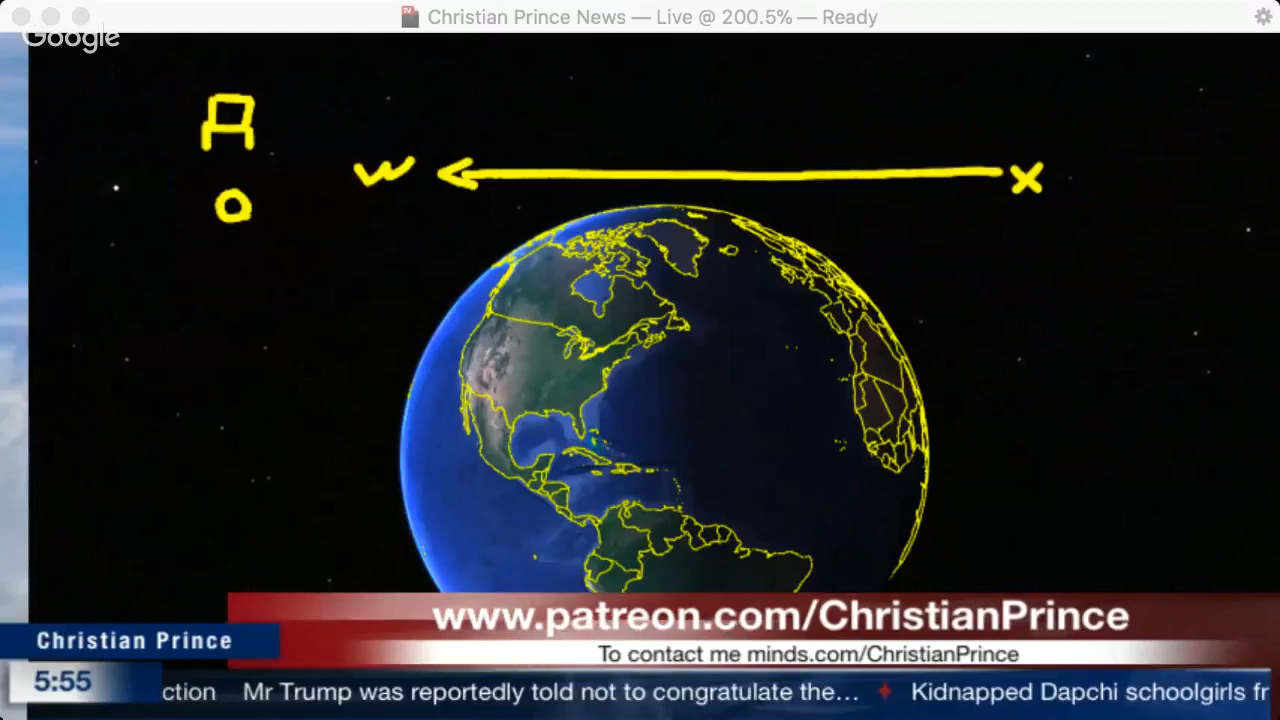 Christian Prince News — Live @ 200.5% — Ready
Google
W X
www.patreon.com/ChristianPrince
To contact me minds.com/ChristianPrince
Christian Prince
5:55
ction Mr Trump was reportedly told not to congratulate the... Kidnapped Dapchi schoolgirls fr